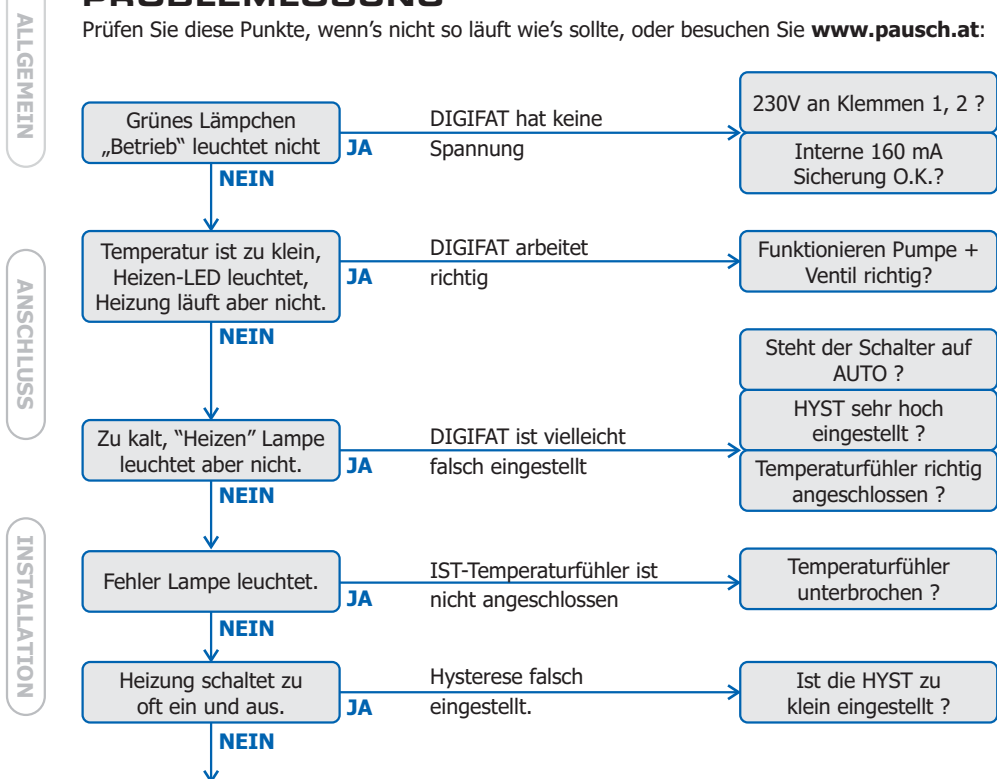 PROBLEMLÖSUNG
Prüfen Sie diese Punkte, wenn’s nicht so läuft wie’s sollte, oder besuchen Sie www.pausch.at:
ALLGEMEIN
Grünes Lämpchen
„Betrieb“ leuchtet nicht
JA
DIGIFAT hat keine
Spannung
230V an Klemmen 1, 2 ?
Interne 160 mA
Sicherung O.K.?
NEIN
Temperatur ist zu klein,
Heizen-LED leuchtet,
Heizung läuft aber nicht.
JA
DIGIFAT arbeitet
richtig
Funktionieren Pumpe +
Ventil richtig?
NEIN
ANSCHLUSS
Zu kalt, “Heizen” Lampe
leuchtet aber nicht.
JA
DIGIFAT ist vielleicht
falsch eingestellt
Steht der Schalter auf
AUTO ?
HYST sehr hoch
eingestellt ?
Temperaturfühler richtig
angeschlossen ?
NEIN
INSTALLATION
Fehler Lampe leuchtet.
JA
IST-Temperaturfühler ist
nicht angeschlossen
Temperaturfühler
unterbrochen ?
NEIN
Heizung schaltet zu
oft ein und aus.
JA
Hysterese falsch
eingestellt.
Ist die HYST zu
klein eingestellt ?
NEIN